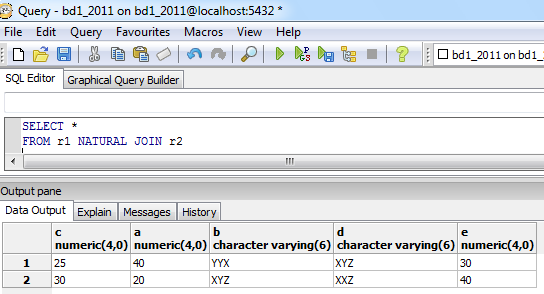 Query - bd1_2011 on bd1_2011@localhost:5432 *
File Edit Query Favourites Macros View Help
bd1_2011 on bd1_
SQL Editor Graphical Query Builder
SELECT *
FROM r1 NATURAL JOIN r2
Output pane
Data Output Explain Messages History
c a b d e
numeric(4,0) numeric(4,0) character varying(6) character varying(6) numeric(4,0)
1 25 40 YYX XYZ 30
2 30 20 XYZ XXZ 40